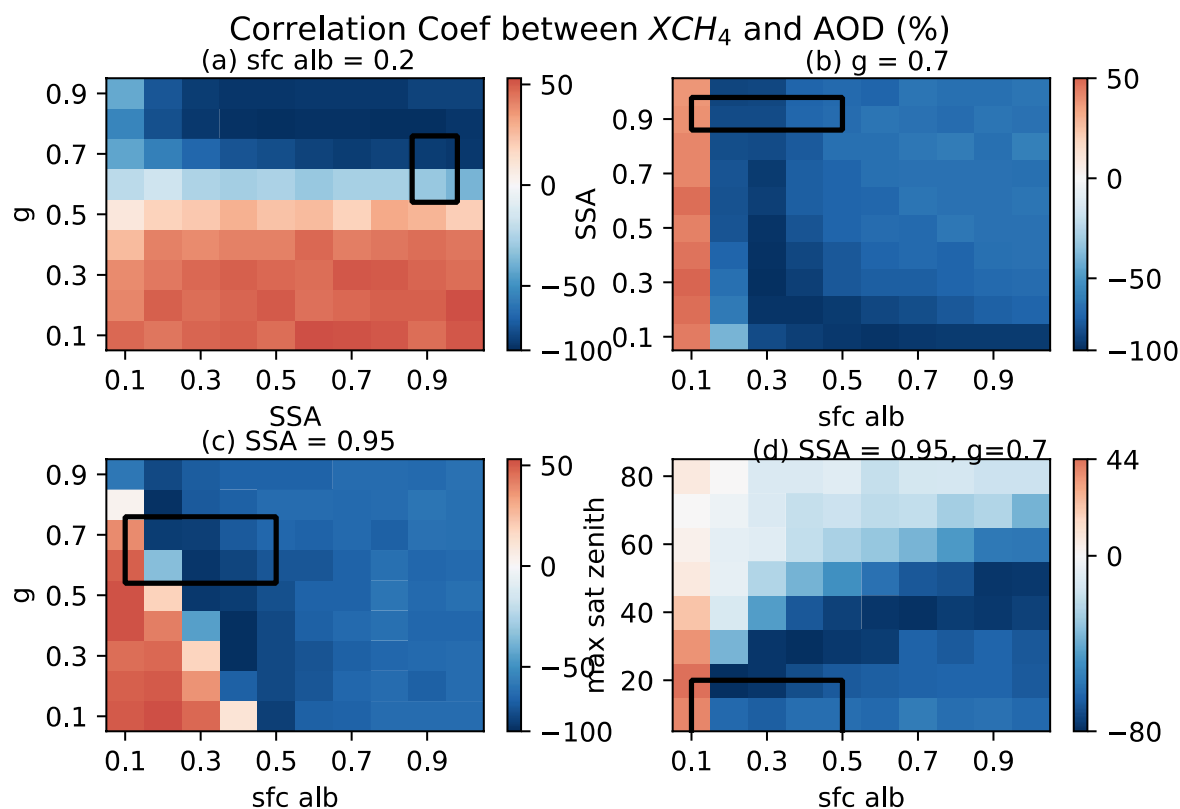 Correlation Coef between XCH₄ and AOD (%)
(a) sfc alb = 0.2
g
0.9
0.7
0.5
0.3
0.1
0.1 0.3 0.5 0.7 0.9
SSA
50
0
−50
−100
(b) g = 0.7
SSA
0.9
0.7
0.5
0.3
0.1
0.1 0.3 0.5 0.7 0.9
sfc alb
50
0
−50
−100
(c) SSA = 0.95
g
0.9
0.7
0.5
0.3
0.1
0.1 0.3 0.5 0.7 0.9
sfc alb
50
0
−50
−100
(d) SSA = 0.95, g=0.7
max sat zenith
80
60
40
20
0.1 0.3 0.5 0.7 0.9
sfc alb
44
0
−80